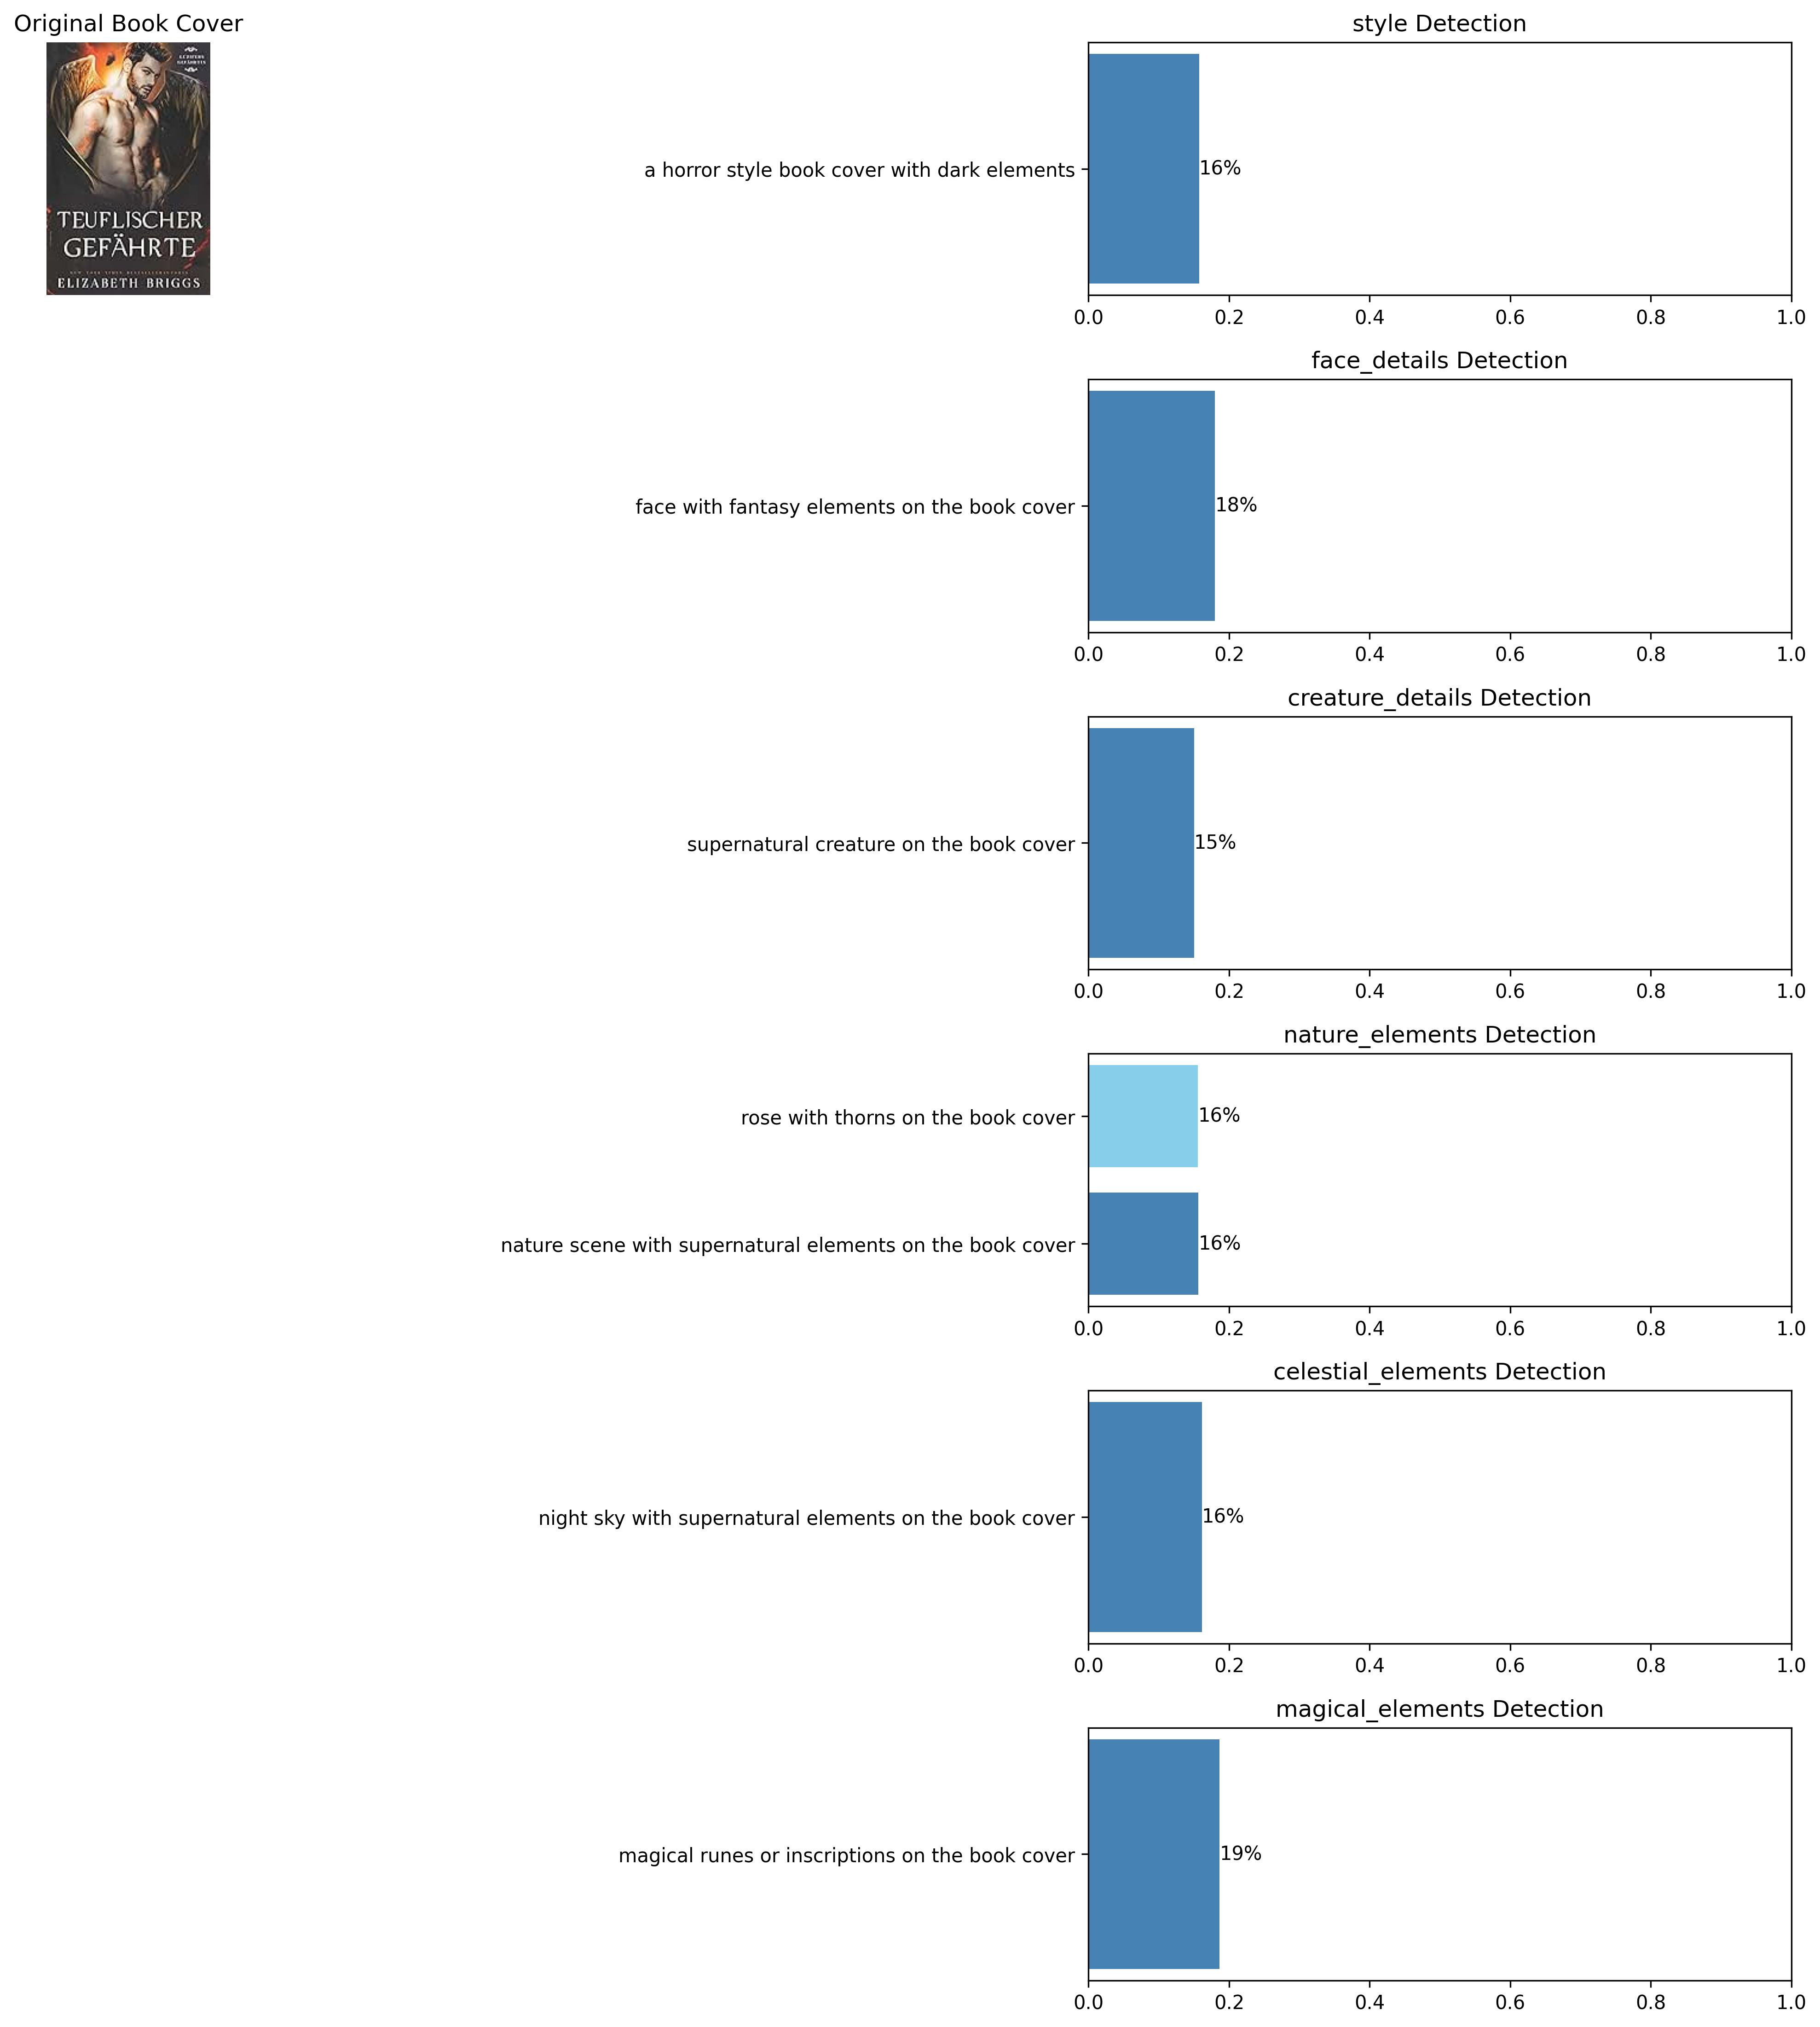 Original Book Cover
LUZIFERS
GEFÄHRTIN
TEUFLISCHER
GEFÄHRTE
NEW YORK TIMES BESTSELLERAUTORIN
ELIZABETH BRIGGS
style Detection
a horror style book cover with dark elements
16%
0.0 0.2 0.4 0.6 0.8 1.0
face_details Detection
face with fantasy elements on the book cover
18%
0.0 0.2 0.4 0.6 0.8 1.0
creature_details Detection
supernatural creature on the book cover
15%
0.0 0.2 0.4 0.6 0.8 1.0
nature_elements Detection
rose with thorns on the book cover
16%
nature scene with supernatural elements on the book cover
16%
0.0 0.2 0.4 0.6 0.8 1.0
celestial_elements Detection
night sky with supernatural elements on the book cover
16%
0.0 0.2 0.4 0.6 0.8 1.0
magical_elements Detection
magical runes or inscriptions on the book cover
19%
0.0 0.2 0.4 0.6 0.8 1.0